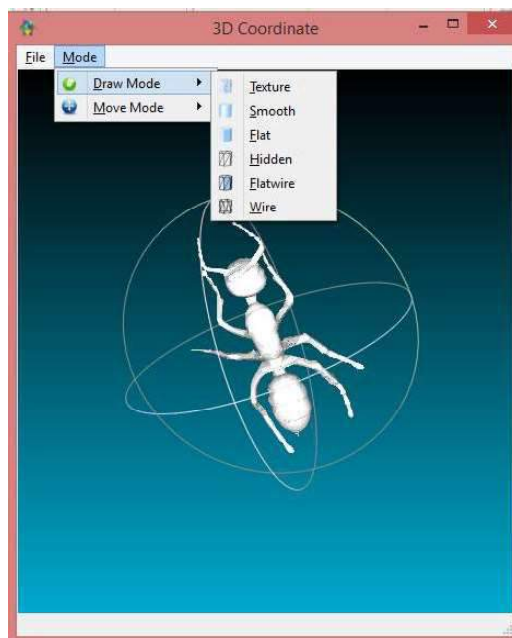 3D Coordinate
File Mode
Draw Mode
Move Mode
Texture
Smooth
Flat
Hidden
Flatwire
Wire